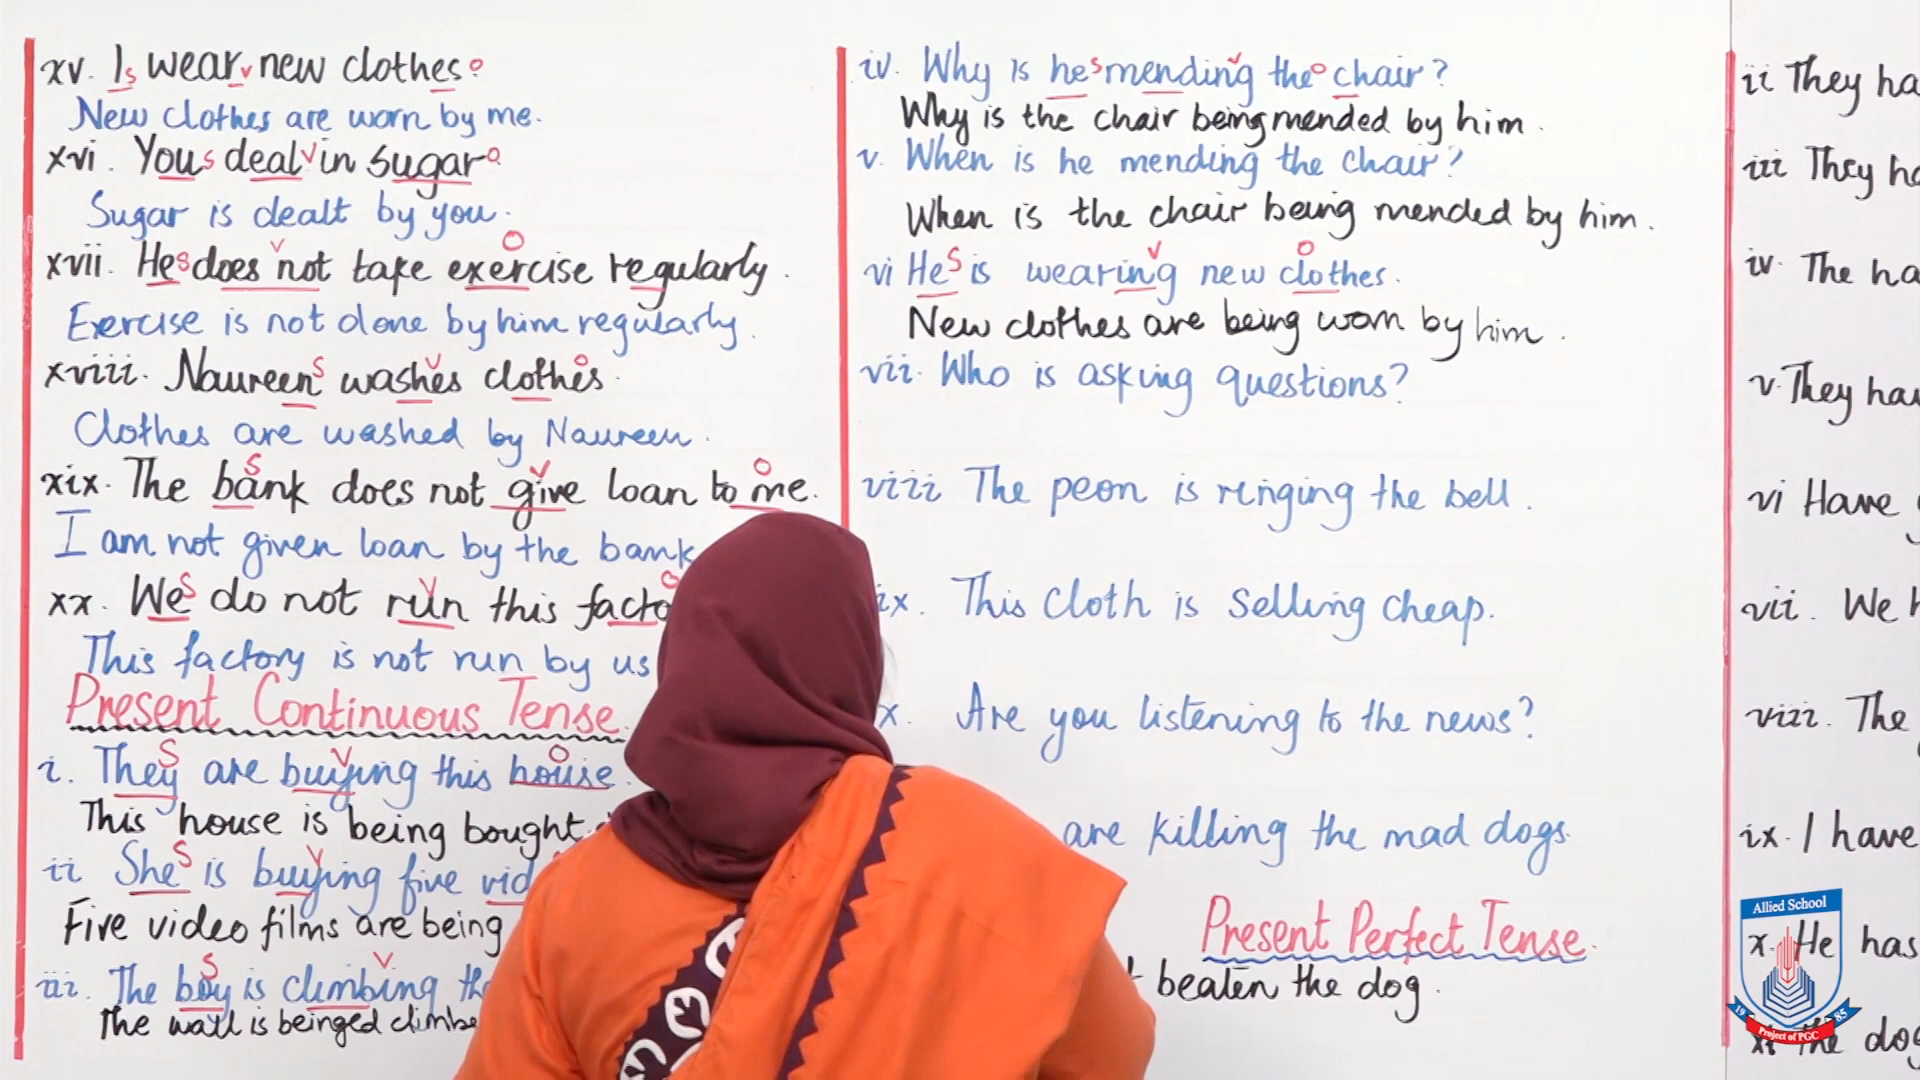 xv. I s wear v new clothes o
New clothes are worn by me.
xvi. You s deal v in sugar o
Sugar is dealt by you.
xvii. He s does not v take exercise o regularly.
Exercise is not done by him regularly.
xviii. Naureen s washes v clothes o.
Clothes are washed by Naureen.
xix. The bank s does not give v loan to me o.
I am not given loan by the bank
xx. We s do not run v this facto o
This factory is not run by us
Present Continuous Tense
i. They s are buying v this house o.
This house is being bought
ii She s is buying v five vid
Five video films are being
iii. The boy s is climbing v th
The wall is beinged climbe
iv. Why is he s mending v the o chair?
Why is the chair being mended by him.
v. When is he mending the chair?
When is the chair being mended by him.
vi He s is wearing v new clothes o.
New clothes are being worn by him.
vii. Who is asking questions?
viii The peon is ringing the bell.
ix. This cloth is selling cheap.
x. Are you listening to the news?
are killing the mad dogs.
Present Perfect Tense.
t beaten the dog.
ii They ha
iii They ha
iv. The ha
v. They hav
vi Have
vii. We h
viii. The
ix. I have
x. He has
xi The dog
Allied School
19 85
Project of PGC